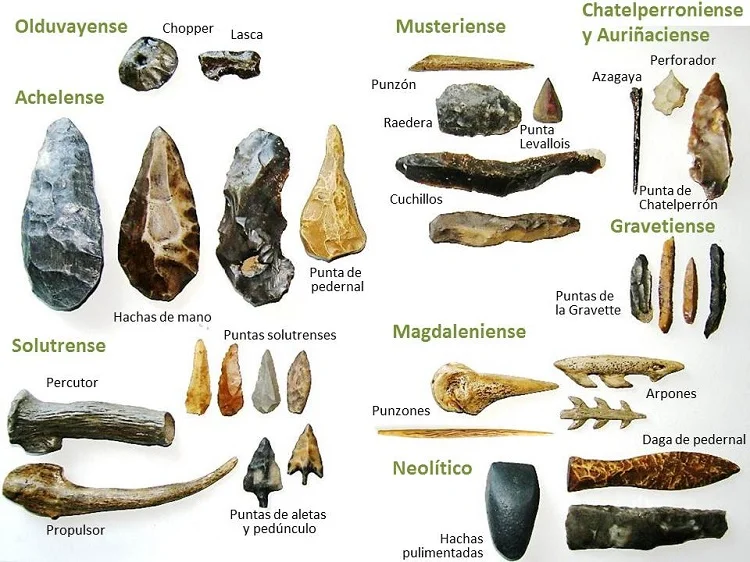 Olduvayense
Chopper
Lasca
Achelense
Hachas de mano
Punta de
pedernal
Musteriense
Punzón
Raedera
Punta
Levallois
Cuchillos
Chatelperroniense
y Auriñaciense
Perforador
Azagaya
Punta de
Chatelperrón
Gravetiense
Puntas de
la Gravette
Solutrense
Puntas solutrenses
Percutor
Propulsor
Puntas de aletas
y pedúnculo
Magdaleniense
Arpones
Punzones
Neolítico
Daga de pedernal
Hachas
pulimentadas